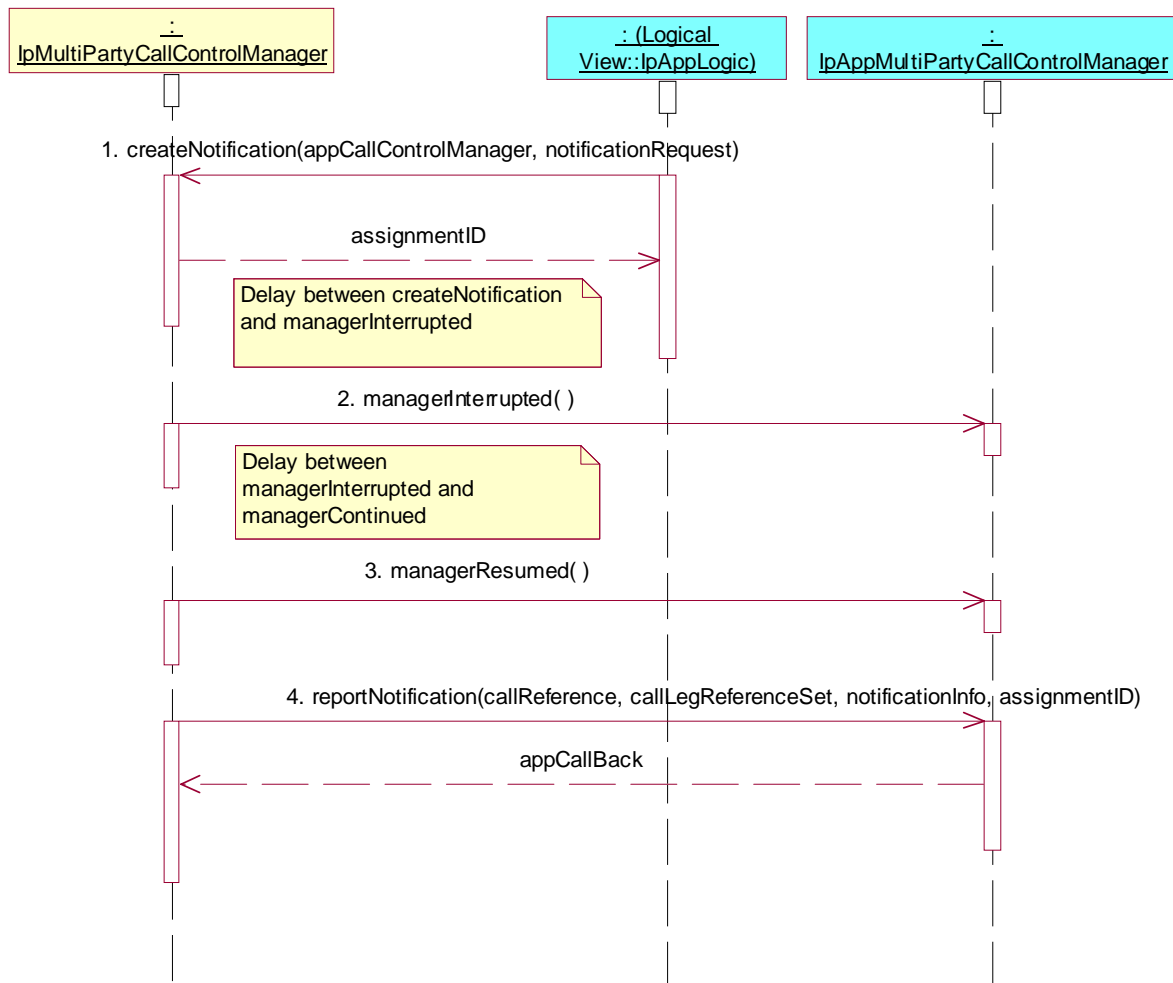 :
IpMultiPartyCallControlManager
: (Logical
View::IpAppLogic)
:
IpAppMultiPartyCallControlManager
1. createNotification(appCallControlManager, notificationRequest)
assignmentID
Delay between createNotification
and managerInterrupted
2. managerInterrupted( )
Delay between
managerInterrupted and
managerContinued
3. managerResumed( )
4. reportNotification(callReference, callLegReferenceSet, notificationInfo, assignmentID)
appCallBack